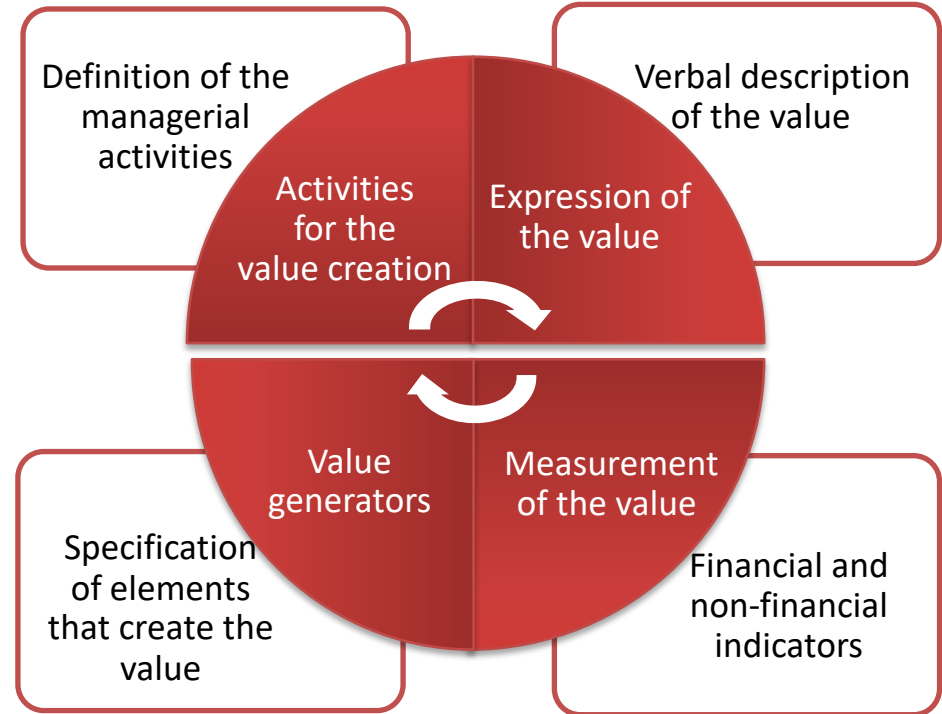 Definition of the
managerial
activities
Verbal description
of the value
Activities
for the
value creation
Expression of
the value
Value
generators
Measurement
of the value
Specification
of elements
that create the
value
Financial and
non-financial
indicators